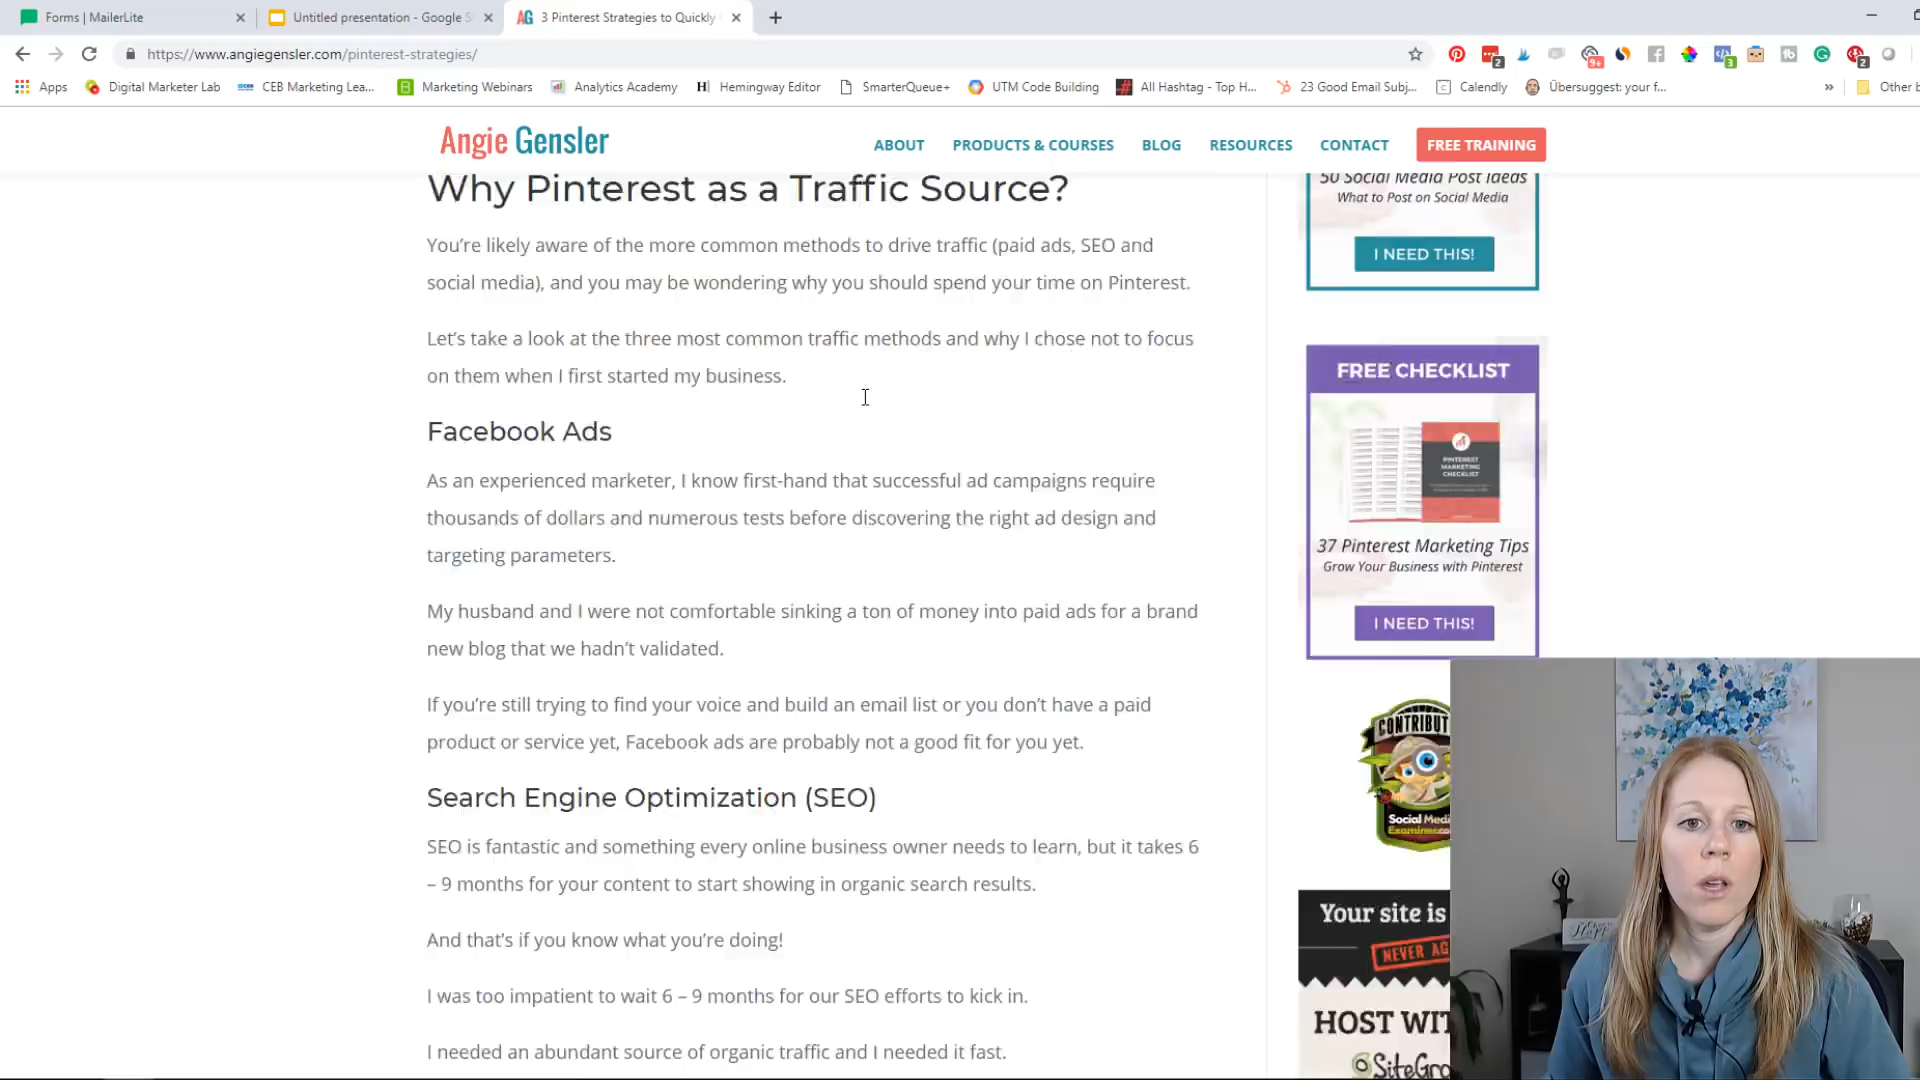 Forms | MailerLite
Untitled presentation - Google S
3 Pinterest Strategies to Quickly
https://www.angiegensler.com/pinterest-strategies/
Apps
Digital Marketer Lab
CEB Marketing Lea...
Marketing Webinars
Analytics Academy
Hemingway Editor
SmarterQueue+
UTM Code Building
All Hashtag - Top H...
23 Good Email Subj...
Calendly
Übersuggest: your f...
Other b
Angie Gensler
ABOUT
PRODUCTS & COURSES
BLOG
RESOURCES
CONTACT
FREE TRAINING
Why Pinterest as a Traffic Source?
You’re likely aware of the more common methods to drive traffic (paid ads, SEO and
social media), and you may be wondering why you should spend your time on Pinterest.
Let’s take a look at the three most common traffic methods and why I chose not to focus
on them when I first started my business.
Facebook Ads
As an experienced marketer, I know first-hand that successful ad campaigns require
thousands of dollars and numerous tests before discovering the right ad design and
targeting parameters.
My husband and I were not comfortable sinking a ton of money into paid ads for a brand
new blog that we hadn’t validated.
If you’re still trying to find your voice and build an email list or you don’t have a paid
product or service yet, Facebook ads are probably not a good fit for you yet.
Search Engine Optimization (SEO)
SEO is fantastic and something every online business owner needs to learn, but it takes 6
– 9 months for your content to start showing in organic search results.
And that’s if you know what you’re doing!
I was too impatient to wait 6 – 9 months for our SEO efforts to kick in.
I needed an abundant source of organic traffic and I needed it fast.
50 Social Media Post Ideas
What to Post on Social Media
I NEED THIS!
FREE CHECKLIST
PINTEREST
MARKETING
CHECKLIST
37 Pinterest Marketing Tips
Grow Your Business with Pinterest
I NEED THIS!
CONTRIBUT
Social Medi
Examiner.co
Your site is
NEVER AG
HOST WIT
SiteGro